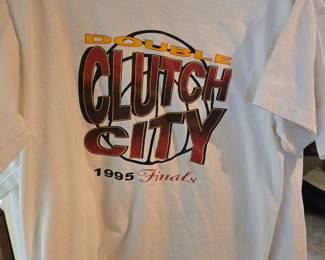 DOUBLE
CLUTCH
CITY
1995 Finals